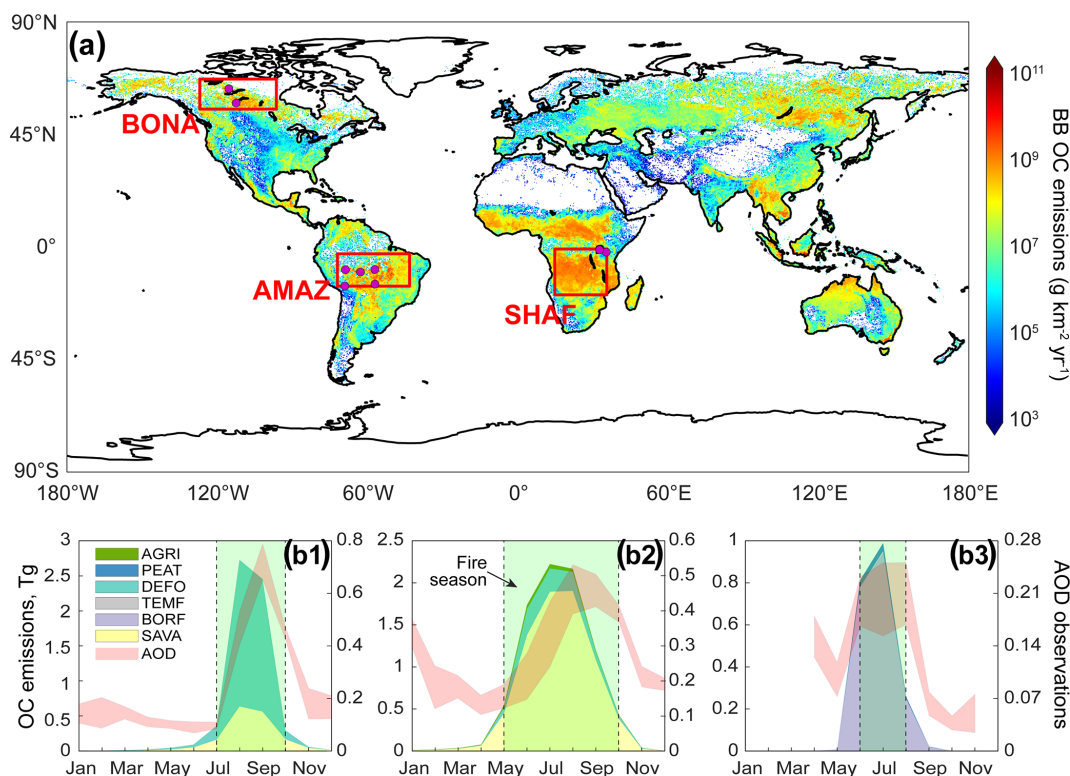 (a)
90°N
45°N
0°
45°S
90°S
180°W 120°W 60°W 0° 60°E 120°E 180°E
BONA
AMAZ
SHAF
10¹¹
10⁹
10⁷
10⁵
10³
BB OC emissions (g km⁻² yr⁻¹)
(b1)
OC emissions, Tg
3
2.5
2
1.5
1
0.5
0
AGRI
PEAT
DEFO
TEMF
BORF
SAVA
AOD
0.8
0.6
0.4
0.2
0
Jan Mar May Jul Sep Nov
(b2)
2.5
2
1.5
1
0.5
0
Fire
season
0.6
0.5
0.4
0.3
0.2
0.1
0
Jan Mar May Jul Sep Nov
(b3)
1
0.8
0.6
0.4
0.2
0
0.28
0.21
0.14
0.07
0
Jan Mar May Jul Sep Nov
AOD observations